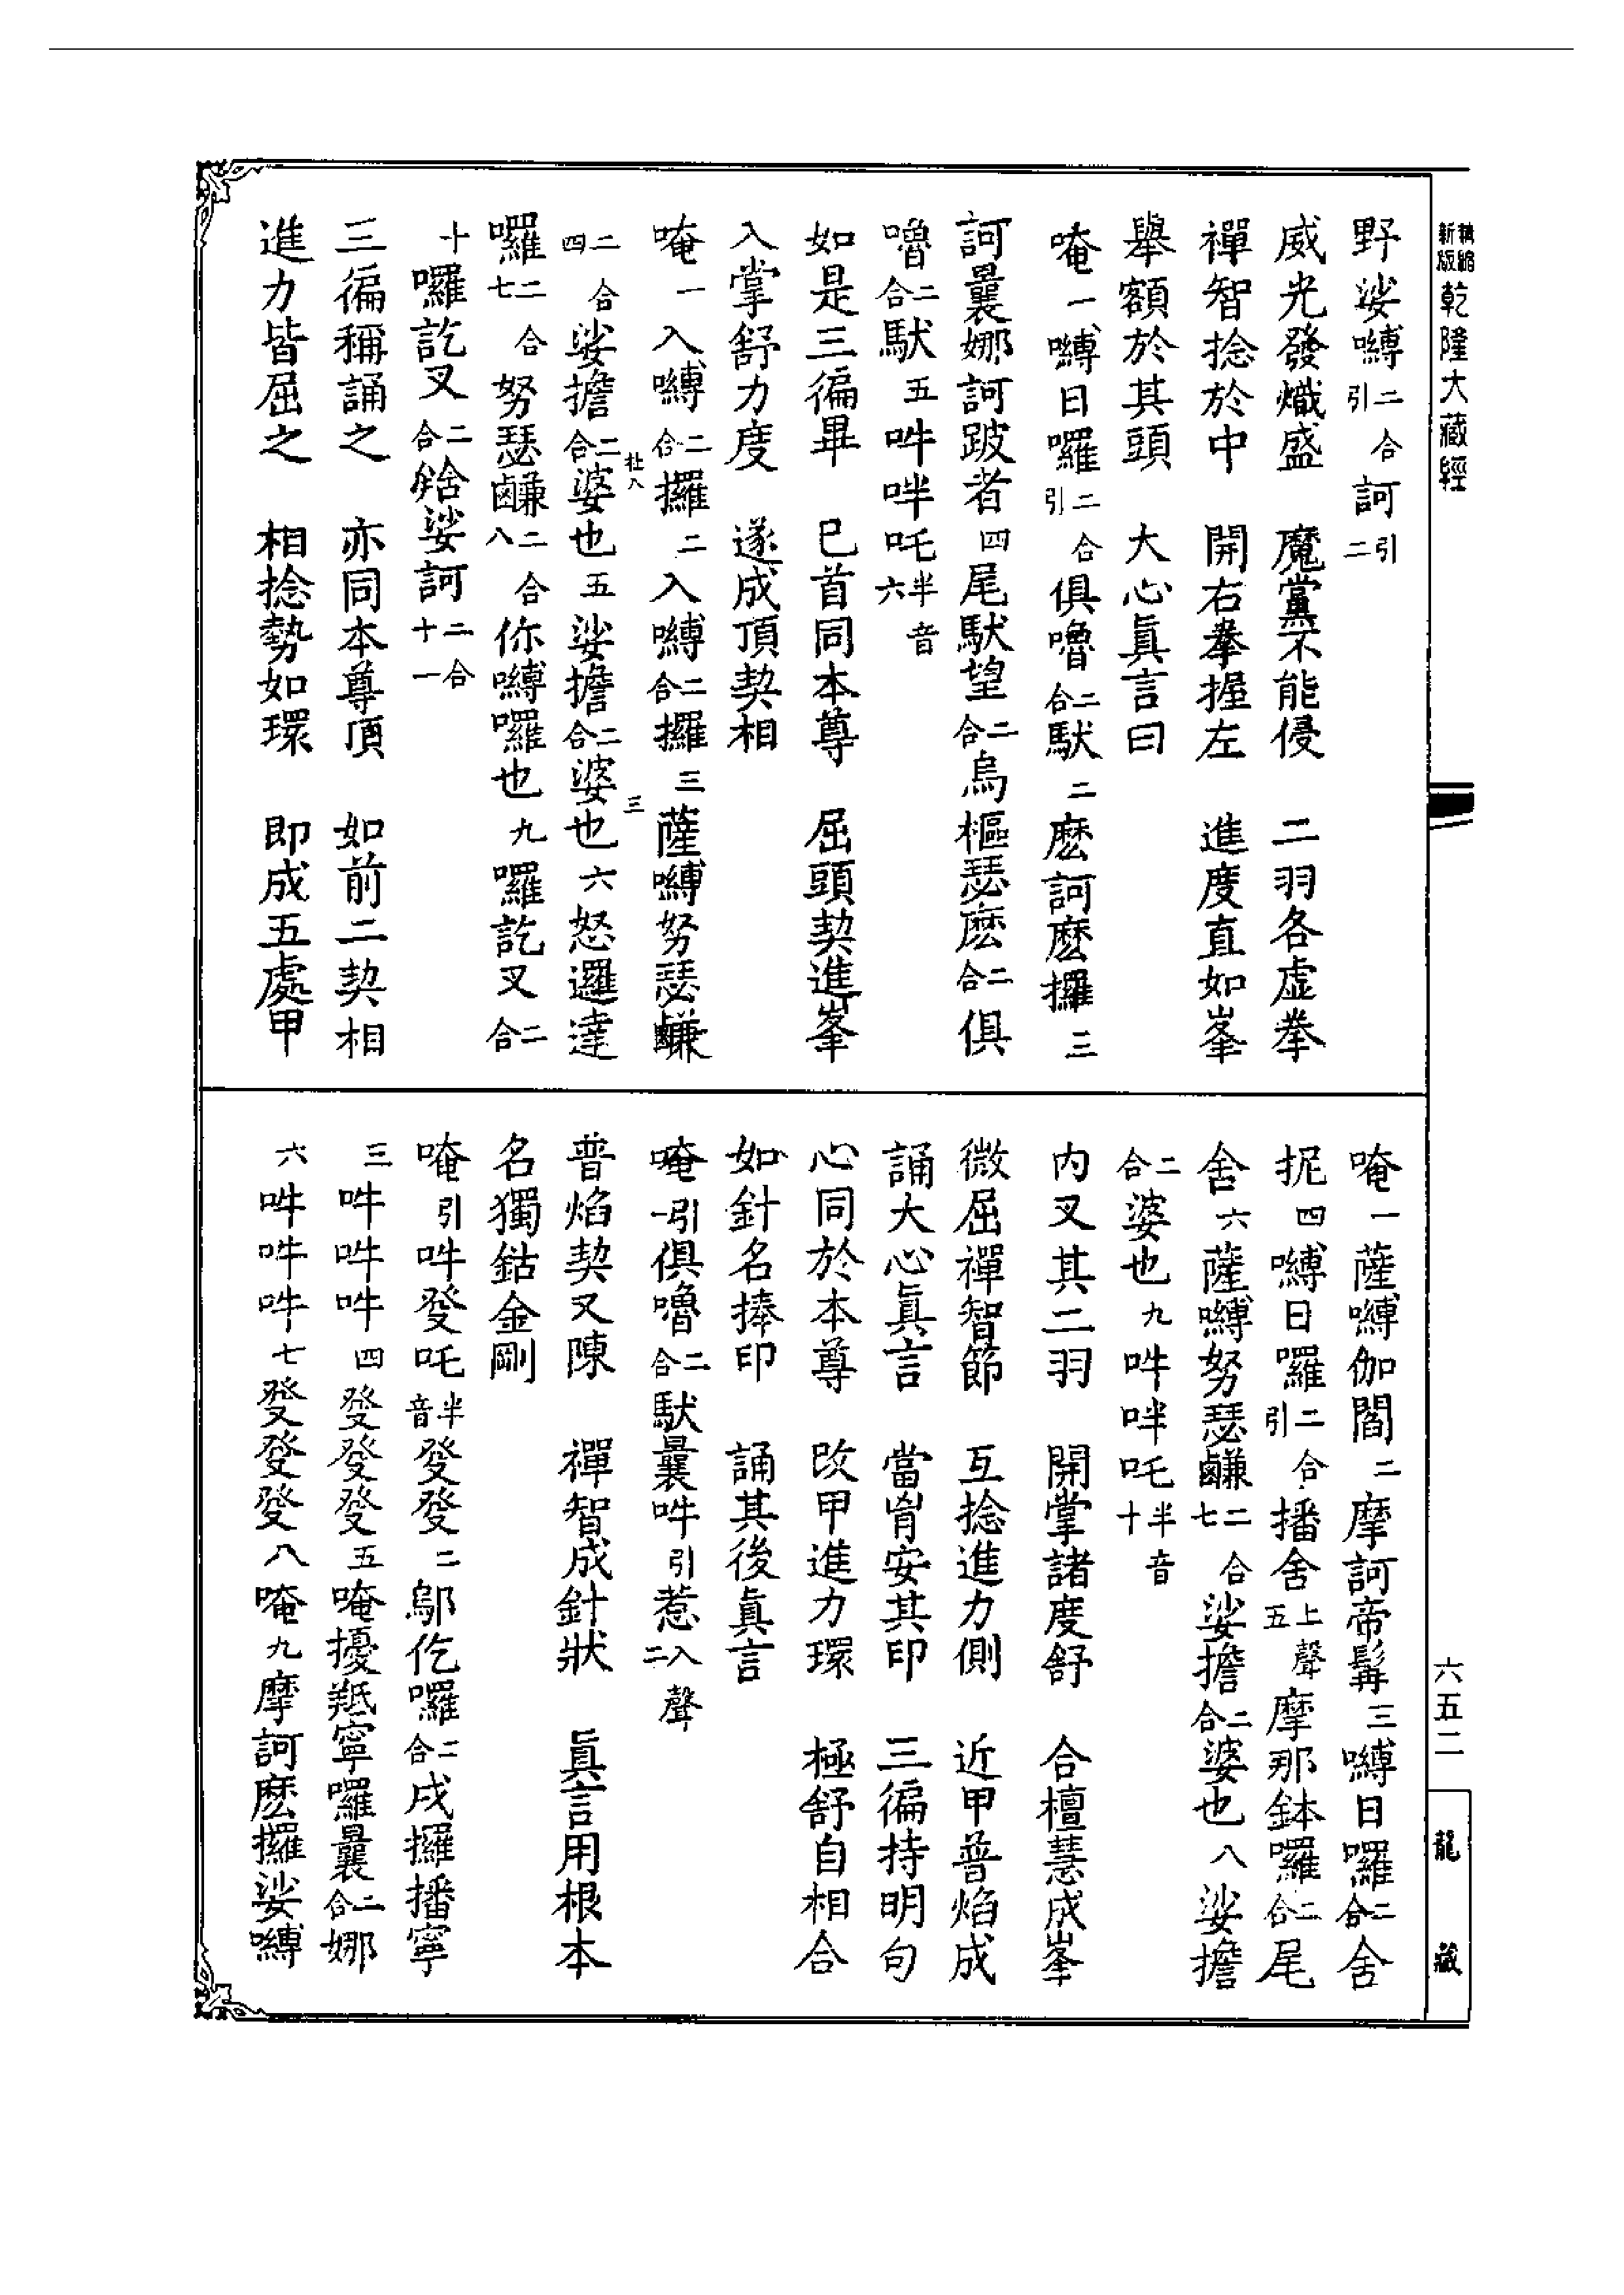 新版精縮乾隆大藏經
野娑嚩二合引訶引二
威光發熾盛　魔黨不能侵　二羽各虛拳
禪智捻於中　開右拳握左　進度直如峯
舉額於其頭　大心眞言曰
唵一嚩日囉二合引俱嚕二合馱二麽訶麽攞三
訶曩娜訶跛者四尾馱望二合烏樞瑟麽二合俱
嚕二合馱五吽吽吒半音六
如是三徧畢　已首同本尊　屈頭契進峯
入掌舒力度　遂成頂契相
唵一入嚩二合攞二入嚩二合攞三薩嚩努瑟𪉜
二合四娑擔二合婆也五娑擔二合婆也六怒邏達
壯八
三
囉二合七努瑟𪉜二合八你嚩囉也九囉訖叉二合
十囉訖叉二合𤙖娑訶二合十一
三徧稱誦之　亦同本尊頂　如前二契相
進力皆屈之　相捻勢如環　即成五處甲
唵一薩嚩伽閻二摩訶帝髯三嚩日囉二合舍
抳四嚩日囉二合引播舍上聲五摩那鉢囉二合尾
舍六薩嚩努瑟𪉜二合七娑擔二合婆也八娑擔
二合婆也九吽吽吒半音十
內叉其二羽　開掌諸度舒　合檀慧成峯
微屈禪智節　互捻進力側　近甲普焰成
誦大心眞言　當胷安其印　三徧持明句
心同於本尊　改甲進力環　極舒自相合
如針名捧印　誦其後眞言
唵引一俱嚕二合馱曩吽引惹入聲二
普焰契又陳　禪智成針狀　眞言用根本
名獨鈷金剛
唵引吽發吒半音發發二鄔仡囉二合戌攞播寧
三吽吽吽四發發發五唵擾羝寧囉曩二合娜
六吽吽吽七發發發八唵九摩訶麽攞娑嚩
六五二
龍藏